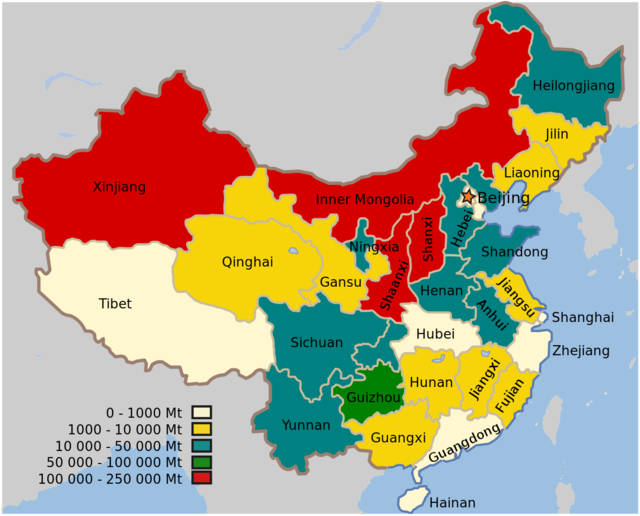 Heilongjiang
Jilin
Liaoning
Xinjiang
Inner Mongolia
Beijing
Hebei
Shanxi
Ningxia
Shandong
Qinghai
Gansu
Shaanxi
Henan
Jiangsu
Anhui
Tibet
Shanghai
Hubei
Sichuan
Zhejiang
Hunan
Jiangxi
Guizhou
Fujian
Yunnan
Guangxi
Guangdong
Hainan
0 - 1000 Mt
1000 - 10 000 Mt
10 000 - 50 000 Mt
50 000 - 100 000 Mt
100 000 - 250 000 Mt